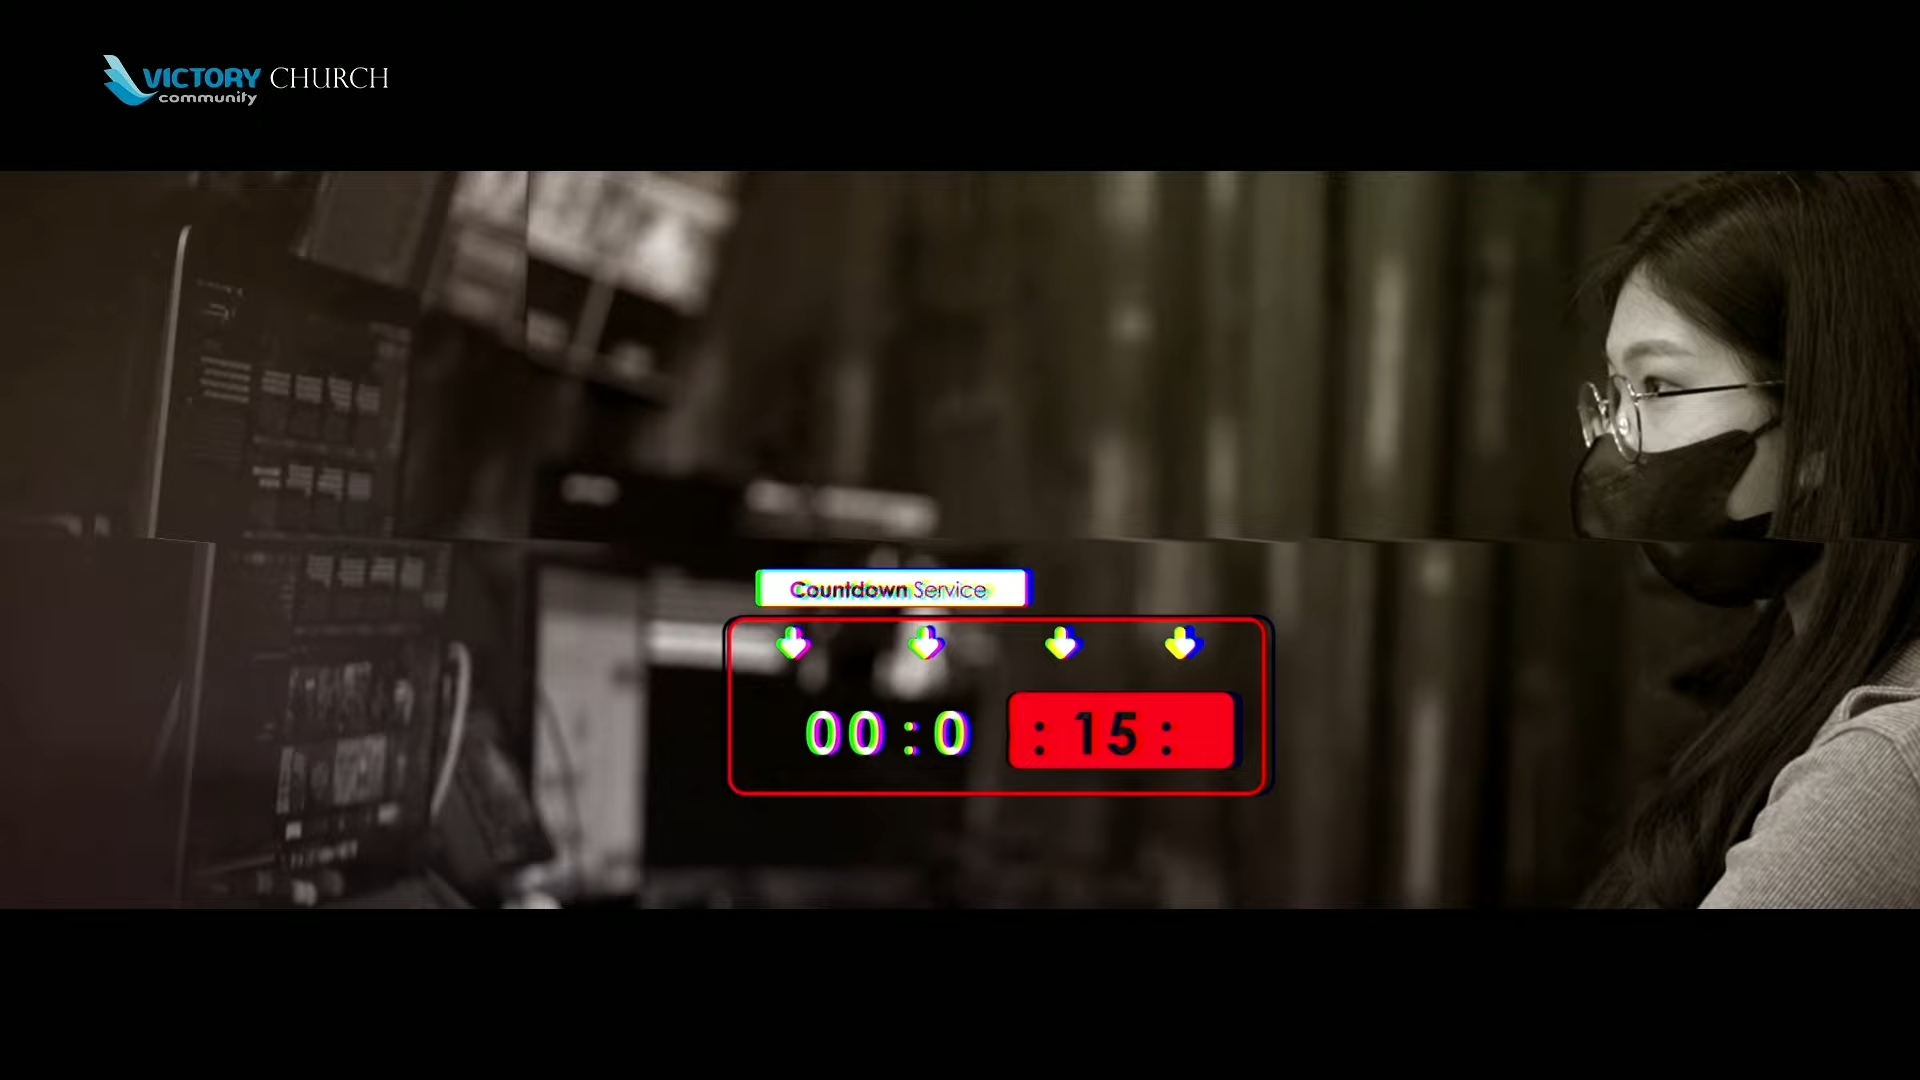 VICTORY CHURCH
community
Countdown Service
00 : 0 : 15 :